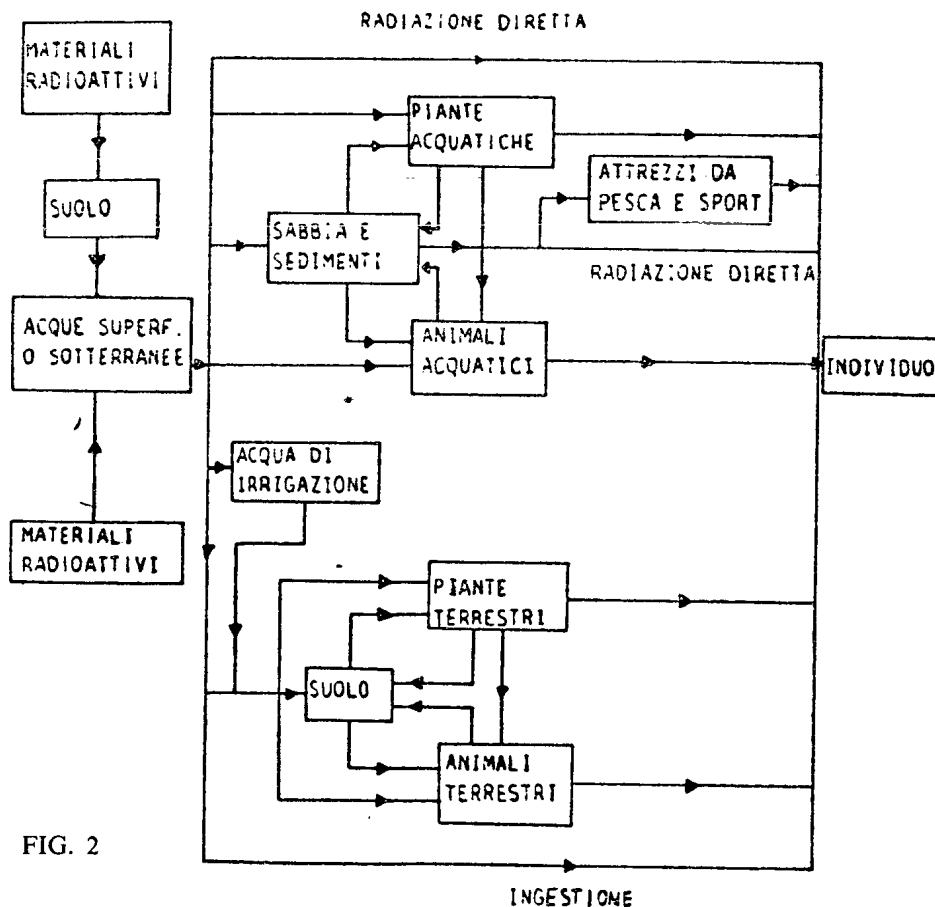 RADIAZIONE DIRETTA
MATERIALI
RADIOATTIVI
SUOLO
ACQUE SUPERF.
O SOTTERRANEE
MATERIALI
RADIOATTIVI
PIANTE
ACQUATICHE
ATTREZZI DA
PESCA E SPORT
SABBIA E
SEDIMENTI
RADIAZIONE DIRETTA
ANIMALI
ACQUATICI
INDIVIDUO
ACQUA DI
IRRIGAZIONE
PIANTE
TERRESTRI
SUOLO
ANIMALI
TERRESTRI
FIG. 2
INGESTIONE